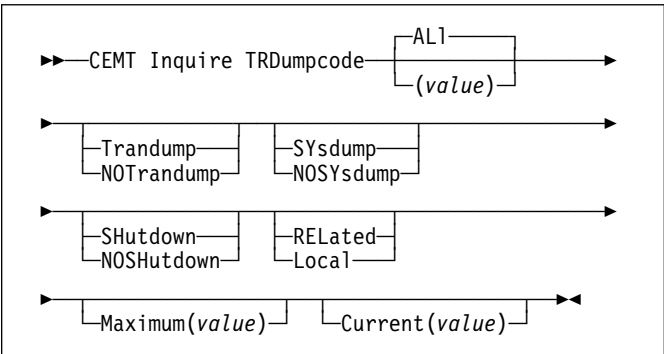 ALl
CEMT Inquire TRDumpcode
(value)
Trandump SYsdump
NOTrandump NOSYsdump
SHutdown RELated
NOSHutdown Local
Maximum(value) Current(value)